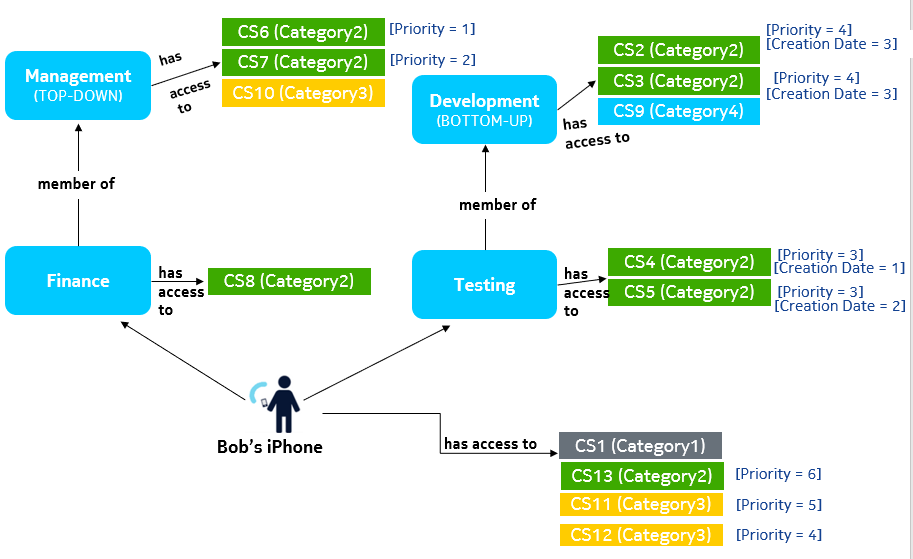 CS6 (Category2)
[Priority = 1]
CS7 (Category2)
[Priority = 2]
CS10 (Category3)
Management
(TOP-DOWN)
has
access
to
[Priority = 4]
[Creation Date = 3]
CS2 (Category2)
CS3 (Category2)
[Priority = 4]
[Creation Date = 3]
CS9 (Category4)
Development
(BOTTOM-UP)
has
access to
member of
member of
Finance
has
access
to
CS8 (Category2)
Testing
has
access
to
CS4 (Category2)
[Priority = 3]
[Creation Date = 1]
CS5 (Category2)
[Priority = 3]
[Creation Date = 2]
Bob's iPhone
has access to
CS1 (Category1)
CS13 (Category2)
[Priority = 6]
CS11 (Category3)
[Priority = 5]
CS12 (Category3)
[Priority = 4]